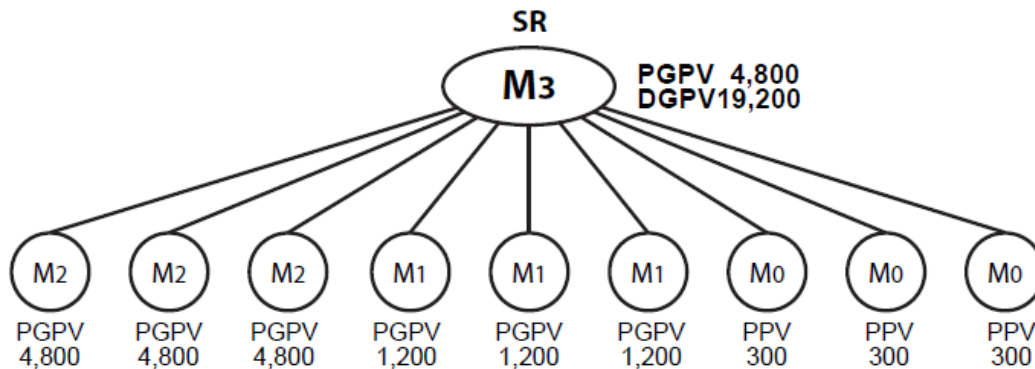 SR
M3
PGPV 4,800
DGPV19,200
M2 M2 M2 M1 M1 M1 M0 M0 M0
PGPV PGPV PGPV PGPV PGPV PGPV PPV PPV PPV
4,800 4,800 4,800 1,200 1,200 1,200 300 300 300